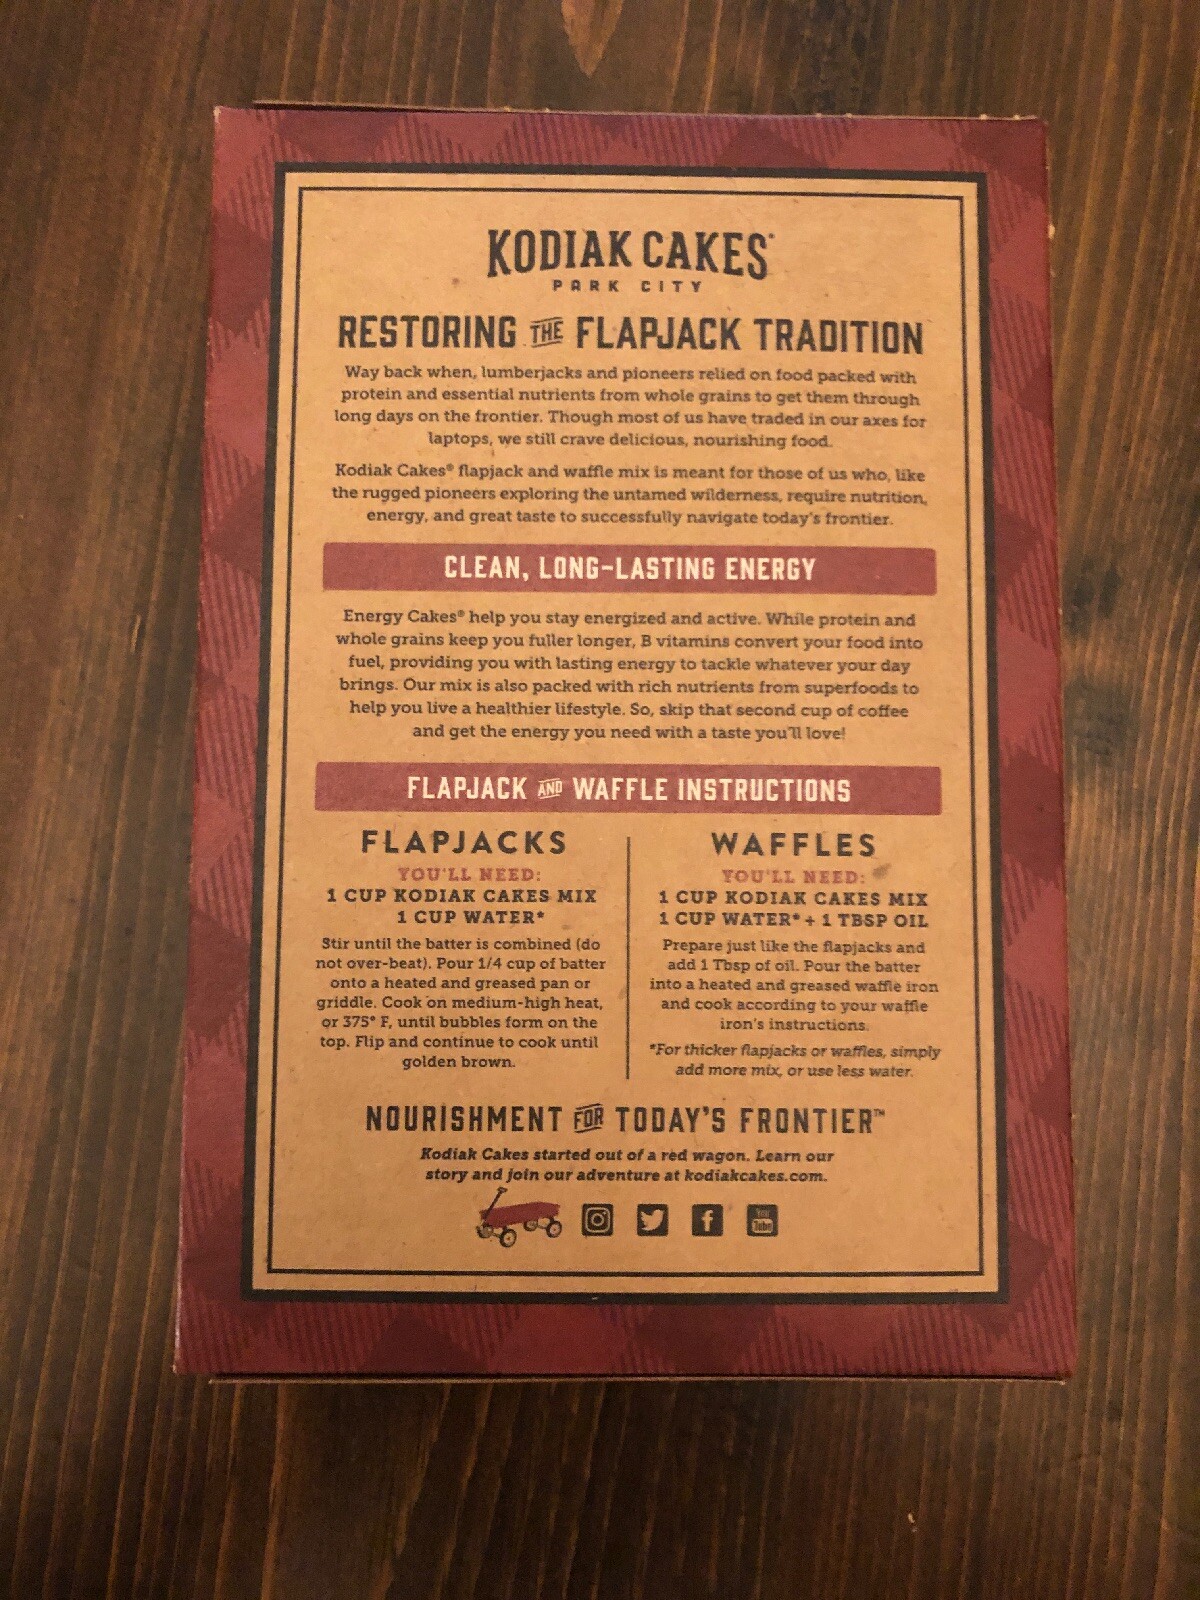 KODIAK CAKES®
PARK CITY
RESTORING THE FLAPJACK TRADITION
Way back when, lumberjacks and pioneers relied on food packed with
protein and essential nutrients from whole grains to get them through
long days on the frontier. Though most of us have traded in our axes for
laptops, we still crave delicious, nourishing food.
Kodiak Cakes® flapjack and waffle mix is meant for those of us who, like
the rugged pioneers exploring the untamed wilderness, require nutrition,
energy, and great taste to successfully navigate today's frontier.
CLEAN, LONG-LASTING ENERGY
Energy Cakes® help you stay energized and active. While protein and
whole grains keep you fuller longer, B vitamins convert your food into
fuel, providing you with lasting energy to tackle whatever your day
brings. Our mix is also packed with rich nutrients from superfoods to
help you live a healthier lifestyle. So, skip that second cup of coffee
and get the energy you need with a taste you'll love!
FLAPJACK AND WAFFLE INSTRUCTIONS
FLAPJACKS
YOU'LL NEED:
1 CUP KODIAK CAKES MIX
1 CUP WATER*
Stir until the batter is combined (do
not over-beat). Pour 1/4 cup of batter
onto a heated and greased pan or
griddle. Cook on medium-high heat,
or 375° F, until bubbles form on the
top. Flip and continue to cook until
golden brown.
WAFFLES
YOU'LL NEED:
1 CUP KODIAK CAKES MIX
1 CUP WATER* + 1 TBSP OIL
Prepare just like the flapjacks and
add 1 Tbsp of oil. Pour the batter
into a heated and greased waffle iron
and cook according to your waffle
iron's instructions.
*For thicker flapjacks or waffles, simply
add more mix, or use less water.
NOURISHMENT FOR TODAY'S FRONTIER™
Kodiak Cakes started out of a red wagon. Learn our
story and join our adventure at kodiakcakes.com.
You
Tube